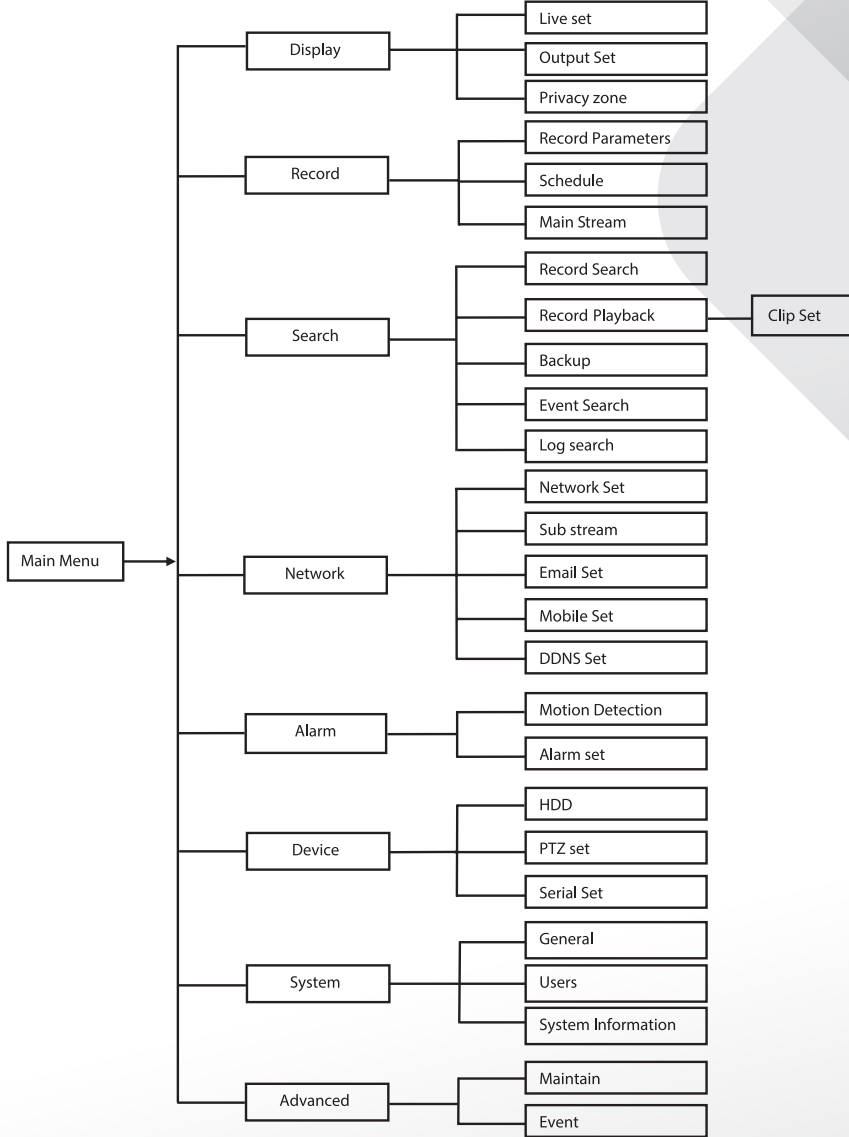 Main Menu
Display
Live set
Output Set
Privacy zone
Record
Record Parameters
Schedule
Main Stream
Search
Record Search
Record Playback
Clip Set
Backup
Event Search
Log search
Network
Network Set
Sub stream
Email Set
Mobile Set
DDNS Set
Alarm
Motion Detection
Alarm set
Device
HDD
PTZ set
Serial Set
System
General
Users
System Information
Advanced
Maintain
Event